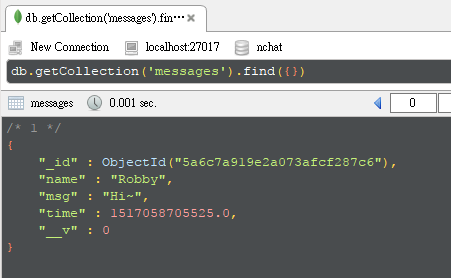 db.getCollection('messages').fin...
New Connection localhost:27017 nchat
db.getCollection('messages').find({})
messages 0.001 sec. 0
/* 1 */
{
"_id" : ObjectId("5a6c7a919e2a073afcf287c6"),
"name" : "Robby",
"msg" : "Hi~",
"time" : 1517058705525.0,
"__v" : 0
}